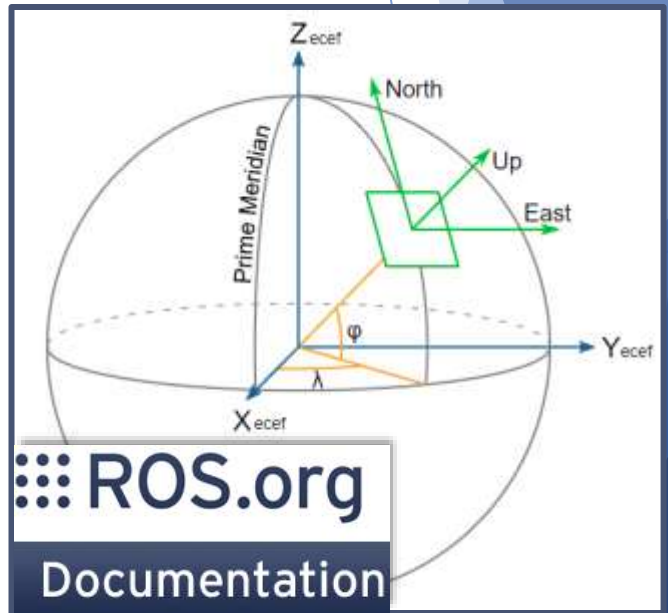 Zecef
North
Up
East
Prime Meridian
φ
λ
Yecef
Xecef
ROS.org
Documentation